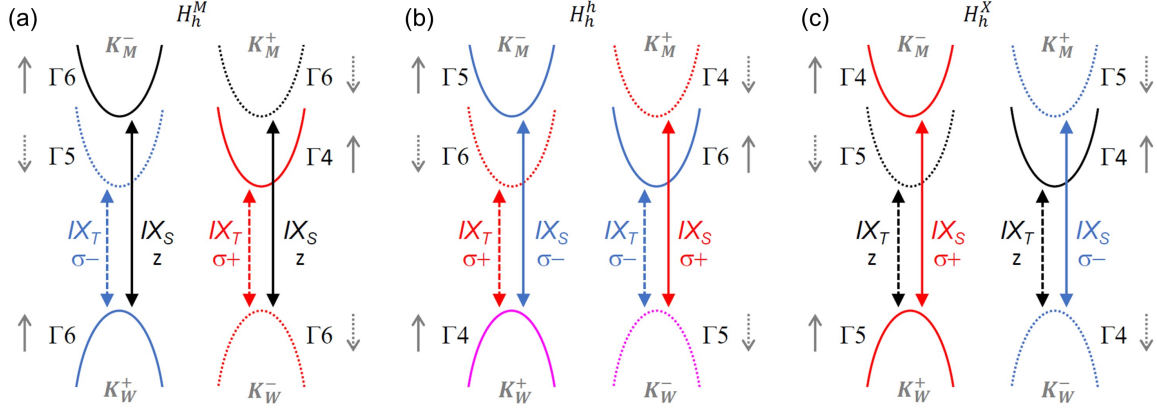 (a)
H_h^M
K_M^-
K_M^+
Γ6
Γ6
Γ5
Γ4
IX_T
σ−
IX_S
z
IX_T
σ+
IX_S
z
Γ6
Γ6
K_W^+
K_W^-
(b)
H_h^h
K_M^-
K_M^+
Γ5
Γ4
Γ6
Γ6
IX_T
σ+
IX_S
σ−
IX_T
σ−
IX_S
σ+
Γ4
Γ5
K_W^+
K_W^-
(c)
H_h^X
K_M^-
K_M^+
Γ4
Γ5
Γ5
Γ4
IX_T
z
IX_S
σ+
IX_T
z
IX_S
σ−
Γ5
Γ4
K_W^+
K_W^-